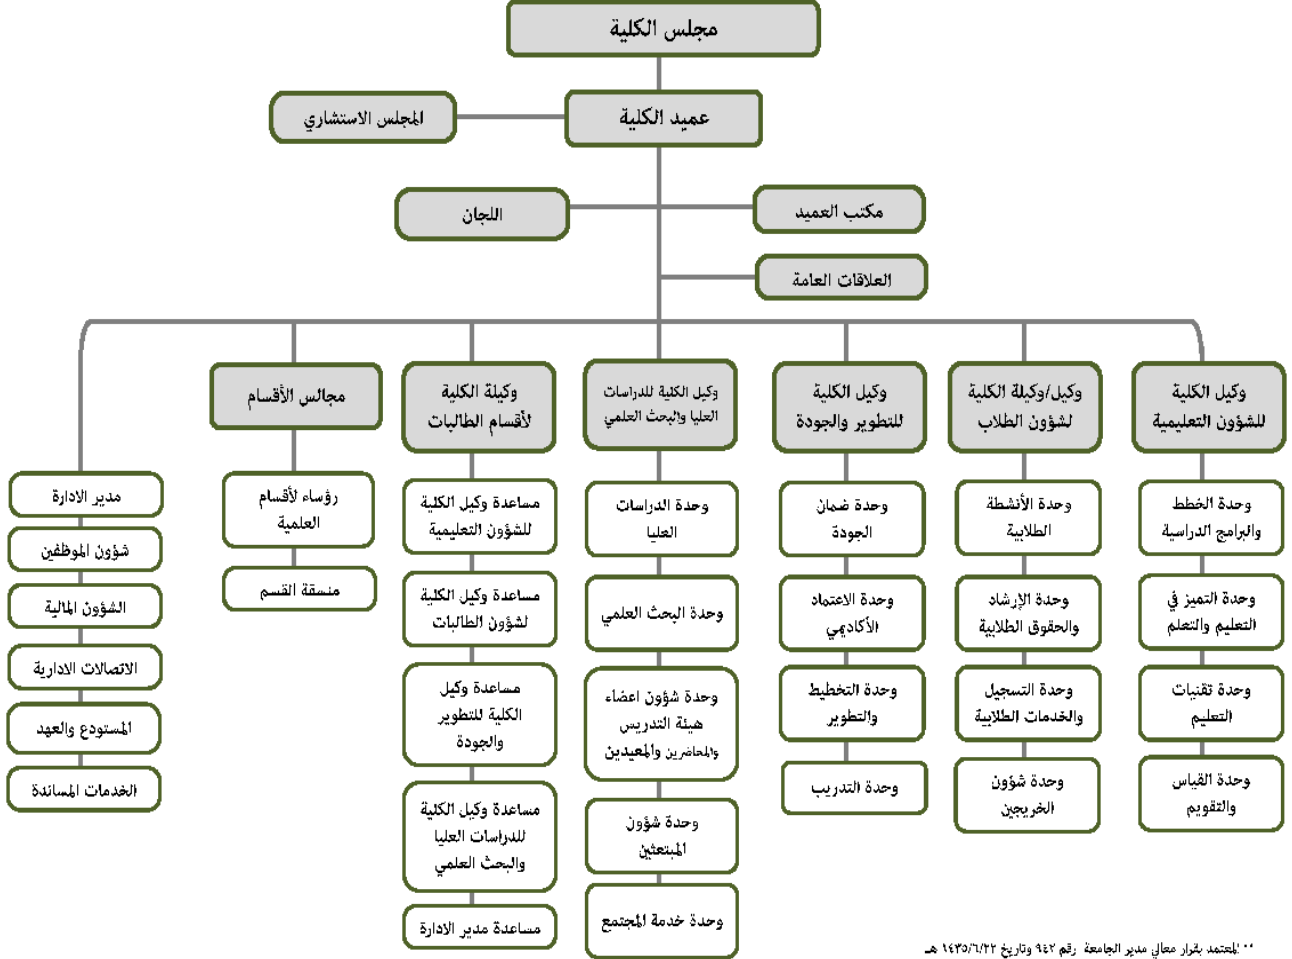 مجلس الكلية
عميد الكلية
المجلس الاستشاري
مكتب العميد
اللجان
العلاقات العامة
وكيل الكلية
للشؤون التعليمية
وحدة الخطط
والبرامج الدراسية
وحدة التميز في
التعليم والتعلم
وحدة تقنيات
التعليم
وحدة القياس
والتقويم
وكيل/وكيلة الكلية
لشؤون الطلاب
وحدة الأنشطة
الطلابية
وحدة الإرشاد
والحقوق الطلابية
وحدة التسجيل
والخدمات الطلابية
وحدة شؤون
الخريجين
وكيل الكلية
للتطوير والجودة
وحدة ضمان
الجودة
وحدة الاعتماد
الأكاديمي
وحدة التخطيط
والتطوير
وحدة التدريب
وكيل الكلية للدراسات
العليا والبحث العلمي
وحدة الدراسات
العليا
وحدة البحث العلمي
وحدة شؤون اعضاء
هيئة التدريس
والمحاضرين والمعيدين
وحدة شؤون
المبتعثين
وحدة خدمة المجتمع
وكيلة الكلية
لأقسام الطالبات
مساعدة وكيل الكلية
للشؤون التعليمية
مساعدة وكيل الكلية
لشؤون الطالبات
مساعدة وكيل
الكلية للتطوير
والجودة
مساعدة وكيل الكلية
للدراسات العليا
والبحث العلمي
مساعدة مدير الادارة
مجالس الأقسام
رؤساء لأقسام
العلمية
منسقة القسم
مدير الادارة
شؤون الموظفين
الشؤون المالية
الاتصالات الادارية
المستودع والعهد
الخدمات المساندة
المعتمد بقرار معالي مدير الجامعة رقم ٩٤٢ وتاريخ ١٤٣٥/٦/٢٢ هـ